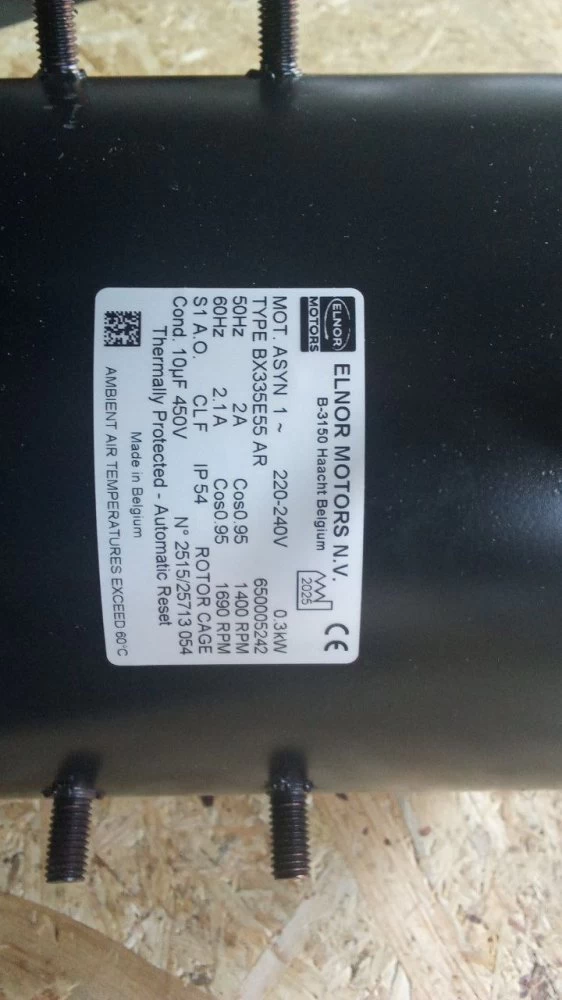 ELNOR
MOTORS
ELNOR MOTORS N.V.
B-3150 Haacht Belgium
2025
CE
MOT. ASYN 1 ~ 220-240V 0.3kW
TYPE BX335E55 AR 650005242
50Hz 2A Cos0.95 1400 RPM
60Hz 2.1A Cos0.95 1690 RPM
S1 A.O. CL F IP 54 ROTOR CAGE
Cond. 10µF 450V N° 2515/25713 054
Thermally Protected - Automatic Reset
Made in Belgium
AMBIENT AIR TEMPERATURES EXCEED 60°C